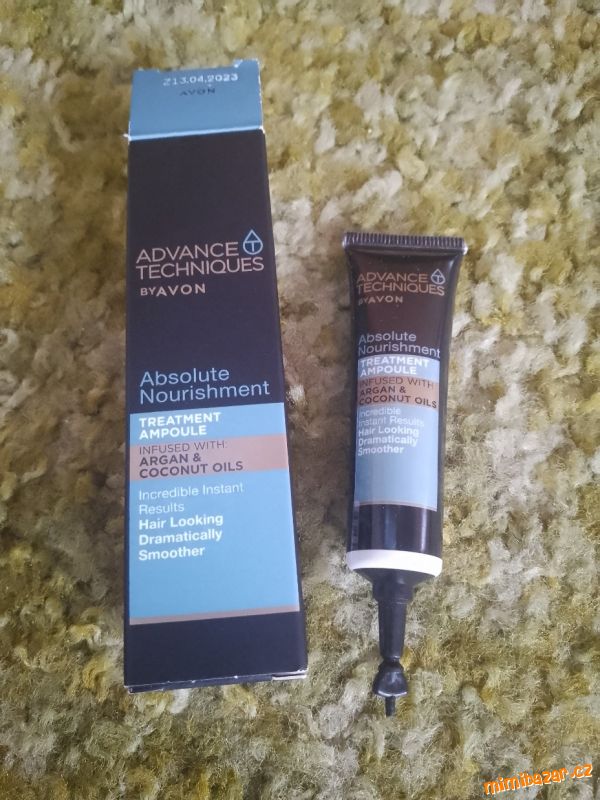 Z13.04.2023
AVON
ADVANCE
TECHNIQUES
BY AVON
Absolute
Nourishment
TREATMENT
AMPOULE
INFUSED WITH:
ARGAN &
COCONUT OILS
Incredible Instant
Results
Hair Looking
Dramatically
Smoother
ADVANCE
TECHNIQUES
BY AVON
Absolute
Nourishment
TREATMENT
AMPOULE
INFUSED WITH
ARGAN &
COCONUT OILS
Incredible
Instant Results
Hair Looking
Dramatically
Smoother
mimibazar.cz